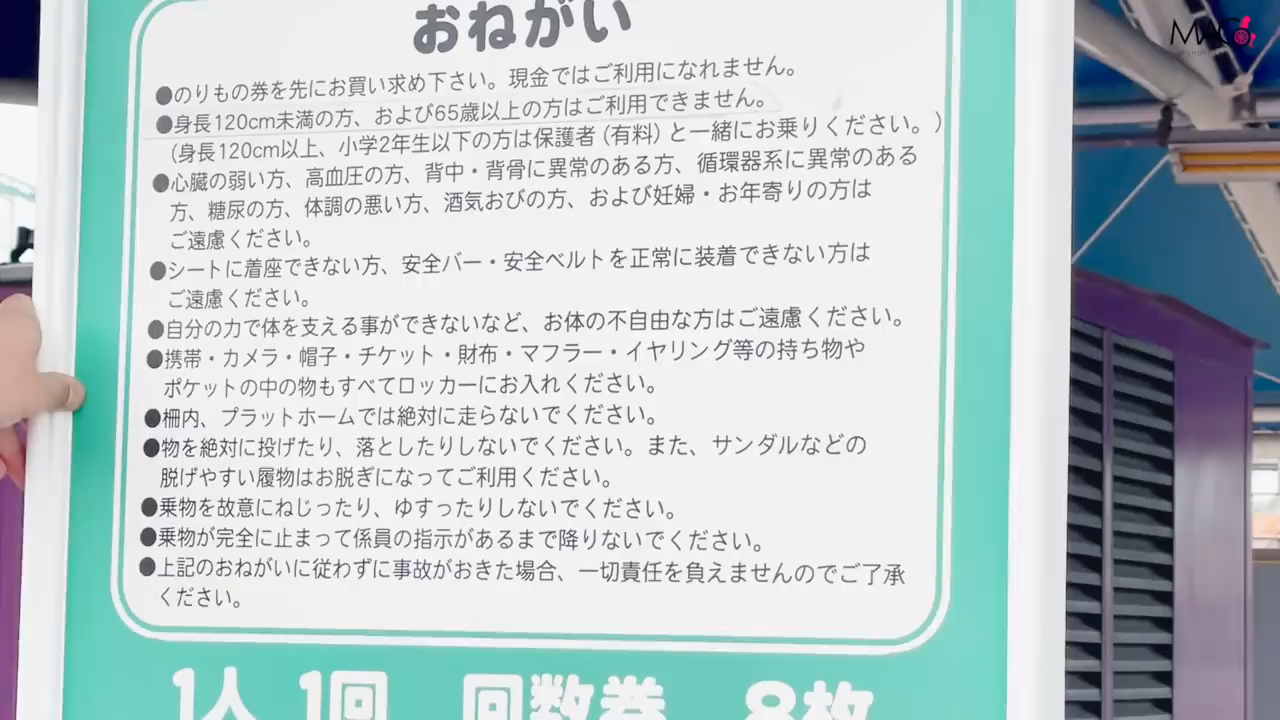 おねがい
●のりもの券を先にお買い求め下さい。現金ではご利用になれません。
●身長120cm未満の方、および65歳以上の方はご利用できません。
(身長120cm以上、小学2年生以下の方は保護者(有料)と一緒にお乗りください。)
●心臓の弱い方、高血圧の方、背中・背骨に異常のある方、循環器系に異常のある
方、糖尿の方、体調の悪い方、酒気おびの方、および妊婦・お年寄りの方は
ご遠慮ください。
●シートに着座できない方、安全バー・安全ベルトを正常に装着できない方は
ご遠慮ください。
●自分の力で体を支える事ができないなど、お体の不自由な方はご遠慮ください。
●携帯・カメラ・帽子・チケット・財布・マフラー・イヤリング等の持ち物や
ポケットの中の物もすべてロッカーにお入れください。
●柵内、プラットホームでは絶対に走らないでください。
●物を絶対に投げたり、落としたりしないでください。また、サンダルなどの
脱げやすい履物はお脱ぎになってご利用ください。
●乗物を故意にねじったり、ゆすったりしないでください。
●乗物が完全に止まって係員の指示があるまで降りないでください。
●上記のおねがいに従わずに事故がおきた場合、一切責任を負えませんのでご了承
ください。
1人 1回 回数券 8枚
MACO